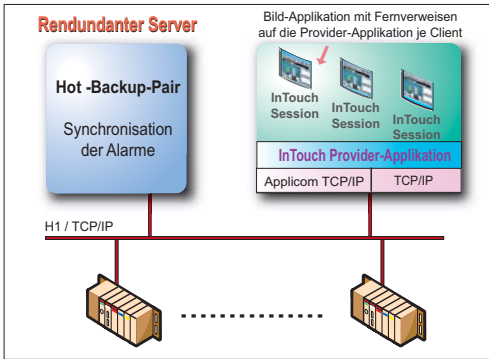 Rendundanter Server
Bild-Applikation mit Fernverweisen
auf die Provider-Applikation je Client
Hot -Backup-Pair
Synchronisation
der Alarme
InTouch
Session
InTouch
Session
InTouch
Session
InTouch Provider-Applikation
Applicom TCP/IP
TCP/IP
H1 / TCP/IP